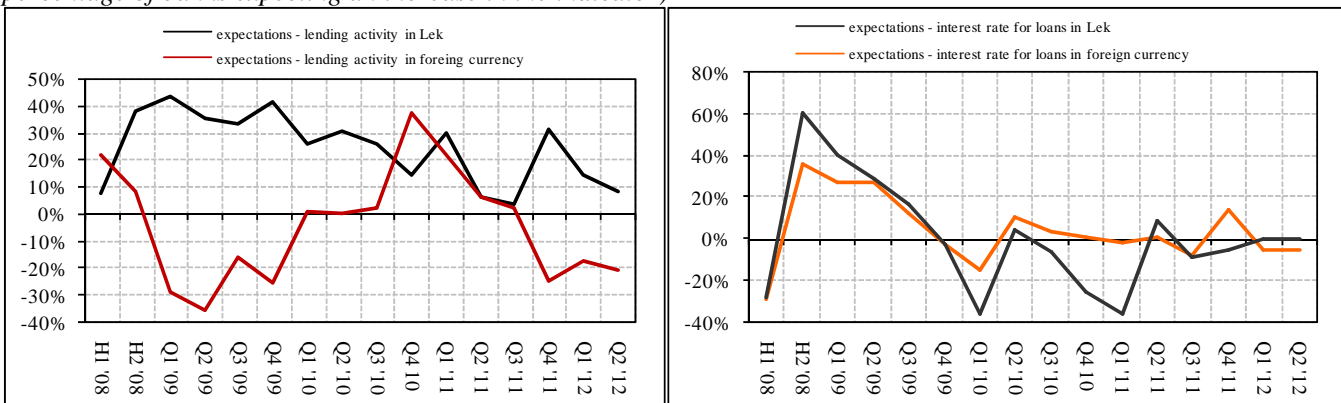 percentage of banks expecting an increase in the indicator)
expectations - lending activity in Lek
expectations - lending activity in foreing currency
50%
40%
30%
20%
10%
0%
-10%
-20%
-30%
-40%
H1 '08
H2 '08
Q1 '09
Q2 '09
Q3 '09
Q4 '09
Q1 '10
Q2 '10
Q3 '10
Q4 '10
Q1 '11
Q2 '11
Q3 '11
Q4 '11
Q1 '12
Q2 '12
expectations - interest rate for loans in Lek
expectations - interest rate for loans in foreign currency
80%
60%
40%
20%
0%
-20%
-40%
H1 '08
H2 '08
Q1 '09
Q2 '09
Q3 '09
Q4 '09
Q1 '10
Q2 '10
Q3 '10
Q4 '10
Q1 '11
Q2 '11
Q3 '11
Q4 '11
Q1 '12
Q2 '12